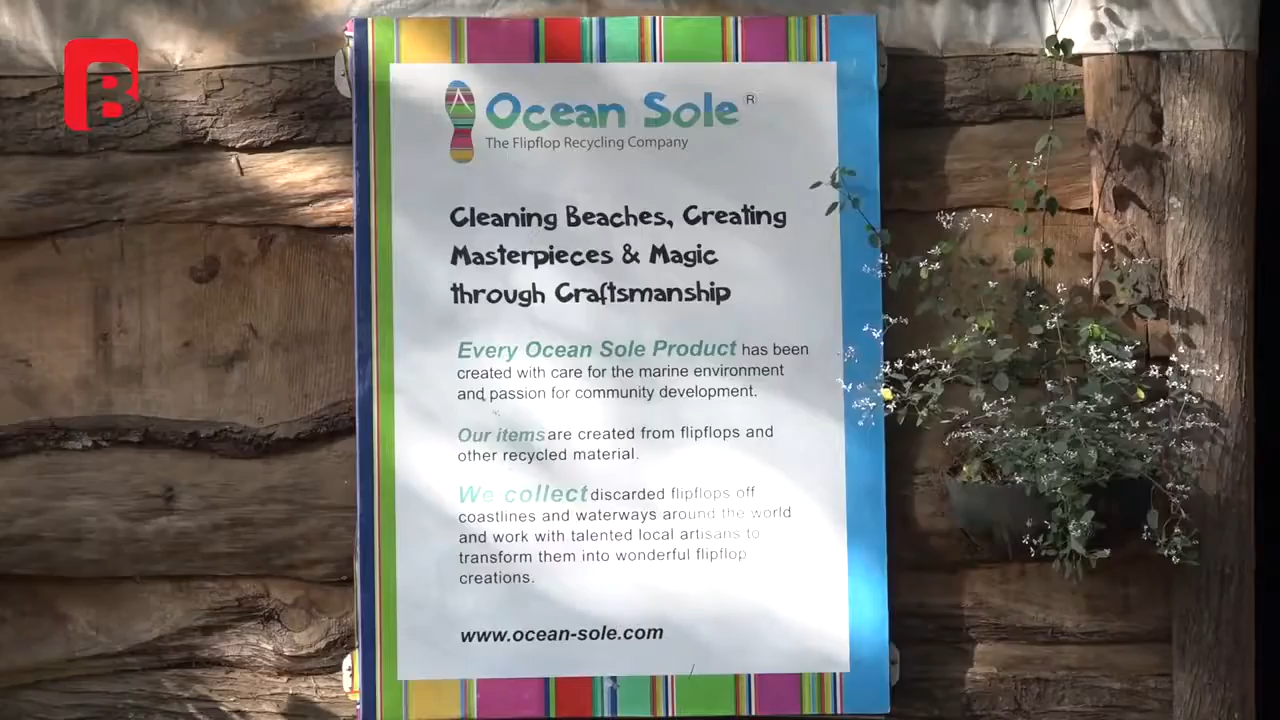 B
Ocean Sole ®
The Flipflop Recycling Company
Cleaning Beaches, Creating
Masterpieces & Magic
through Craftsmanship
Every Ocean Sole Product has been
created with care for the marine environment
and passion for community development.
Our items are created from flipflops and
other recycled material.
We collect discarded flipflops off
coastlines and waterways around the world
and work with talented local artisans to
transform them into wonderful flipflop
creations.
www.ocean-sole.com